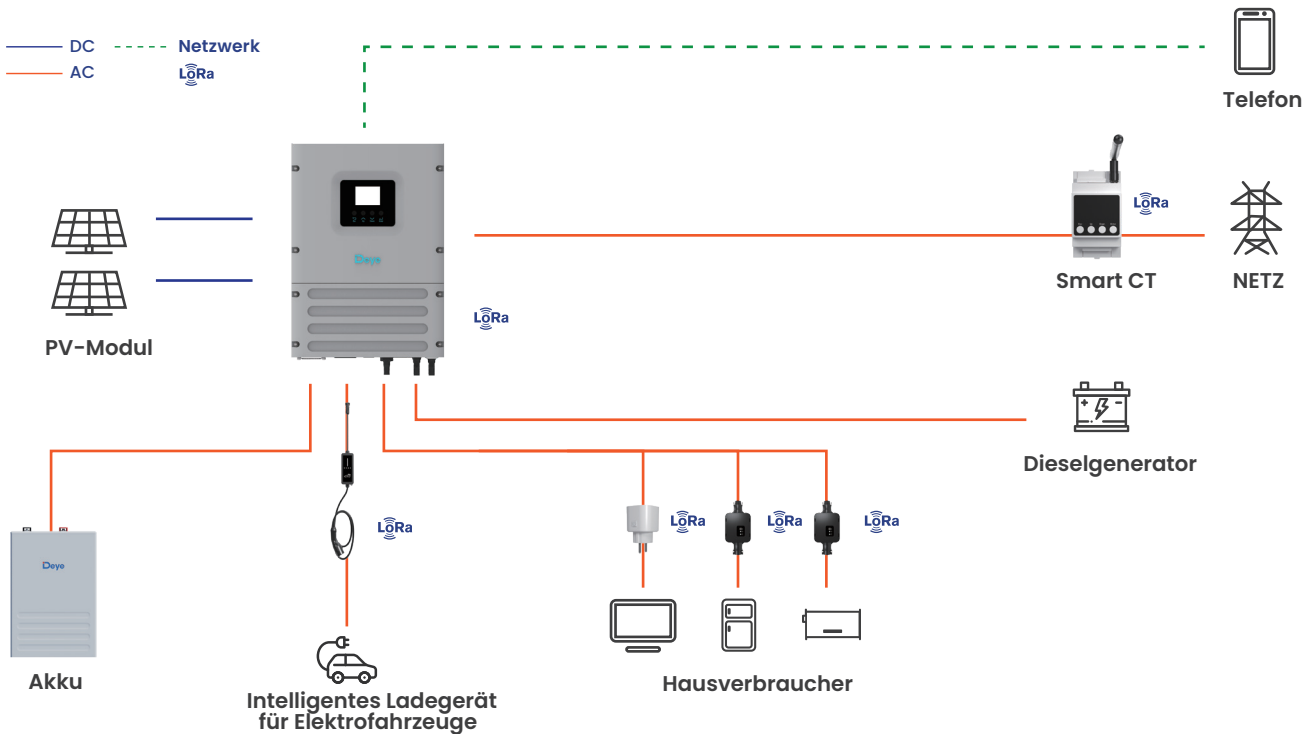 DC
Netzwerk
AC
LoRa
Telefon
LoRa
Smart CT
NETZ
Deye
LoRa
PV-Modul
Dieselgenerator
LoRa
LoRa
LoRa
LoRa
Deye
Akku
Intelligentes Ladegerät
für Elektrofahrzeuge
Hausverbraucher